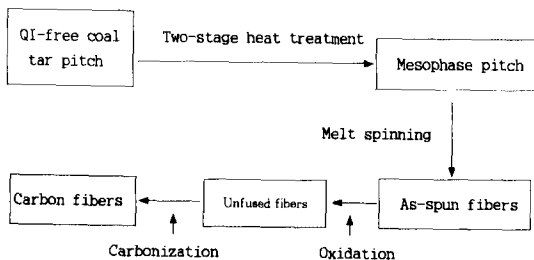 QI-free coal
tar pitch
Two-stage heat treatment
Mesophase pitch
Melt spinning
Carbon fibers
Unfused fibers
As-spun fibers
Carbonization
Oxidation